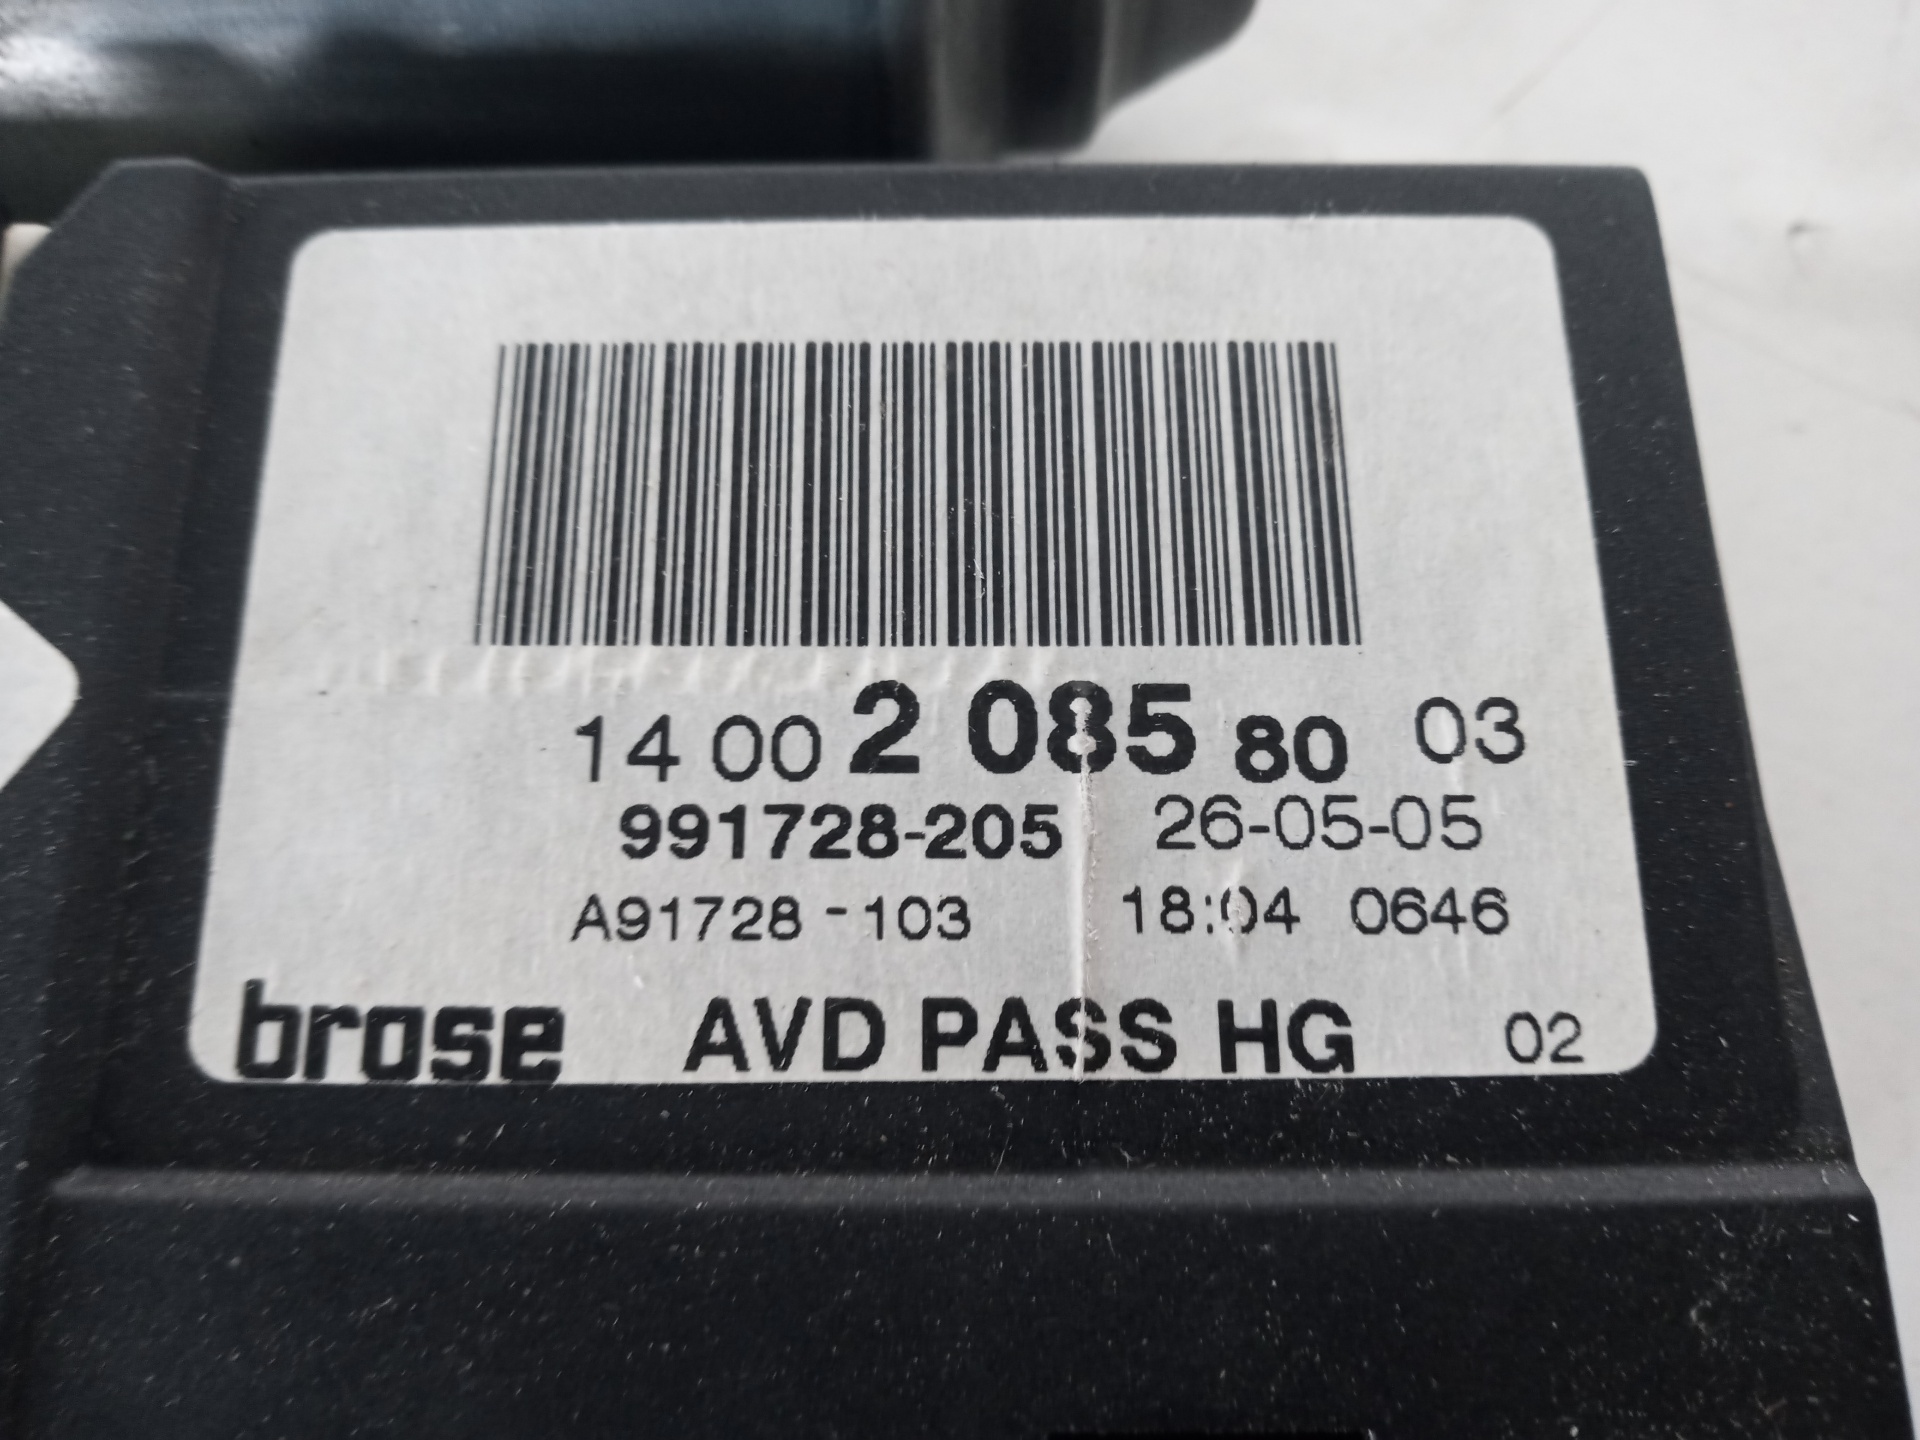 14 00 2 085 80 03
991728-205 26-05-05
A91728-103 18:04 0646
brose AVD PASS HG 02